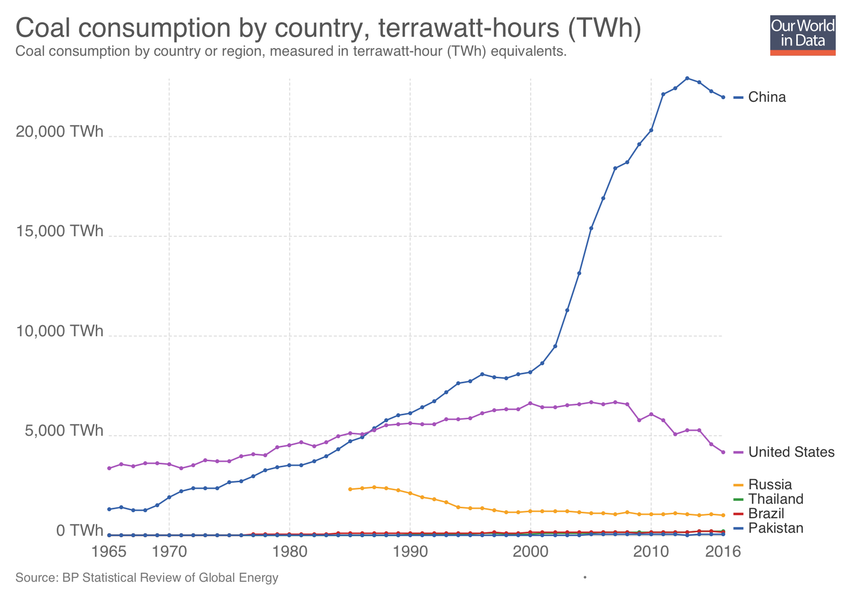 Coal consumption by country, terrawatt-hours (TWh)
Coal consumption by country or region, measured in terrawatt-hour (TWh) equivalents.
Our World
in Data
20,000 TWh
15,000 TWh
10,000 TWh
5,000 TWh
0 TWh
1965
1970
1980
1990
2000
2010
2016
China
United States
Russia
Thailand
Brazil
Pakistan
Source: BP Statistical Review of Global Energy